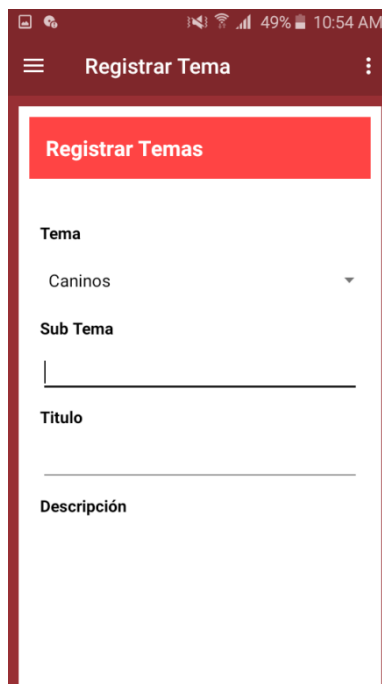 49% 10:54 AM
Registrar Tema
Registrar Temas
Tema
Caninos
Sub Tema
Titulo
Descripción